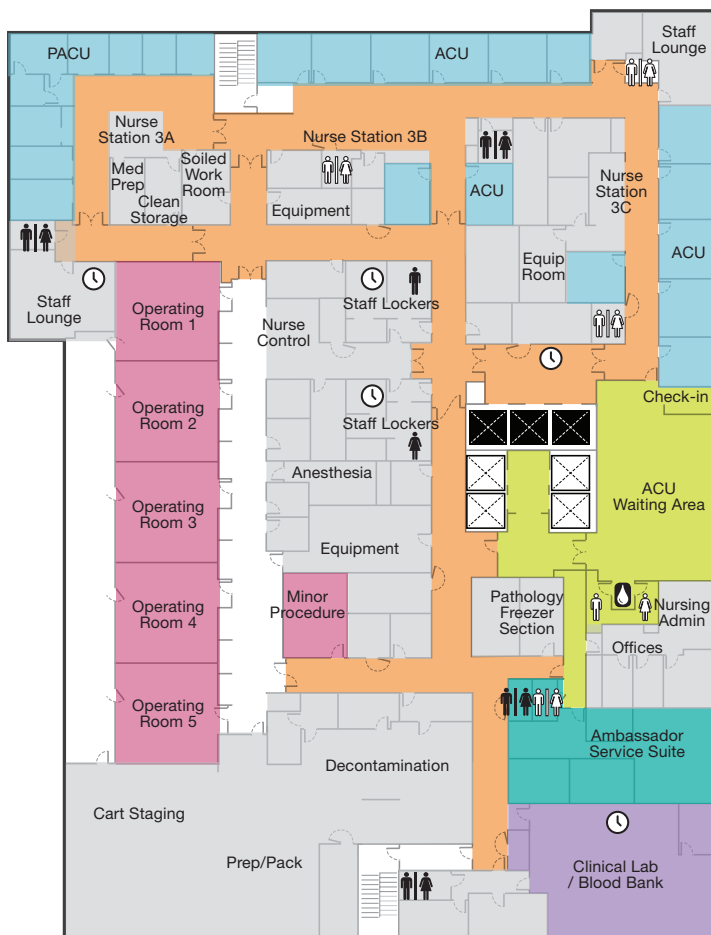 Staff
Lounge
PACU
ACU
Nurse
Station 3A
Nurse Station 3B
Soiled
Work
Room
Med
Prep
Clean
Storage
Equipment
ACU
Nurse
Station
3C
ACU
Equip
Room
Staff
Lounge
Operating
Room 1
Staff Lockers
Nurse
Control
Check-in
Operating
Room 2
Staff Lockers
Anesthesia
ACU
Waiting Area
Operating
Room 3
Equipment
Operating
Room 4
Minor
Procedure
Pathology
Freezer
Section
Nursing
Admin
Offices
Operating
Room 5
Ambassador
Service Suite
Decontamination
Cart Staging
Prep/Pack
Clinical Lab
/ Blood Bank